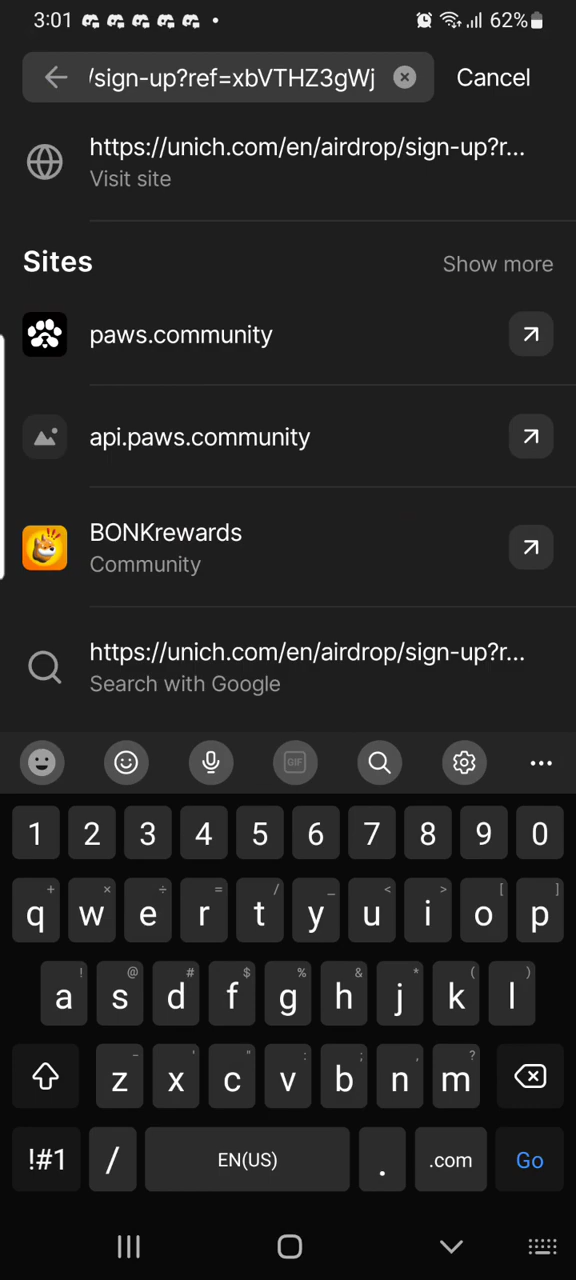 3:01
62%
/sign-up?ref=xbVTHZ3gWj
Cancel
https://unich.com/en/airdrop/sign-up?r...
Visit site
Sites
Show more
paws.community
api.paws.community
BONKrewards
Community
https://unich.com/en/airdrop/sign-up?r...
Search with Google
GIF
1 2 3 4 5 6 7 8 9 0
+ × ÷ = / _ < > [ ]
q w e r t y u i o p
! @ # $ % & * ( )
a s d f g h j k l
- ' " : ; , ?
z x c v b n m
!#1 / EN(US) . .com Go